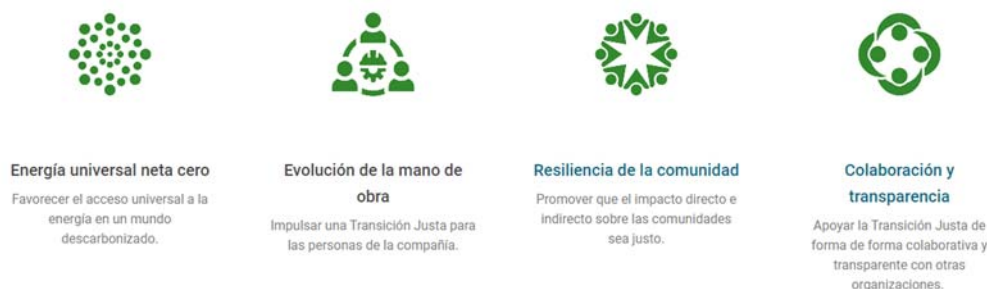 Energía universal neta cero
Favorecer el acceso universal a la
energía en un mundo
descarbonizado.
Evolución de la mano de
obra
Impulsar una Transición Justa para
las personas de la compañía.
Resiliencia de la comunidad
Promover que el impacto directo e
indirecto sobre las comunidades
sea justo.
Colaboración y
transparencia
Apoyar la Transición Justa de
forma de forma colaborativa y
transparente con otras
organizaciones.